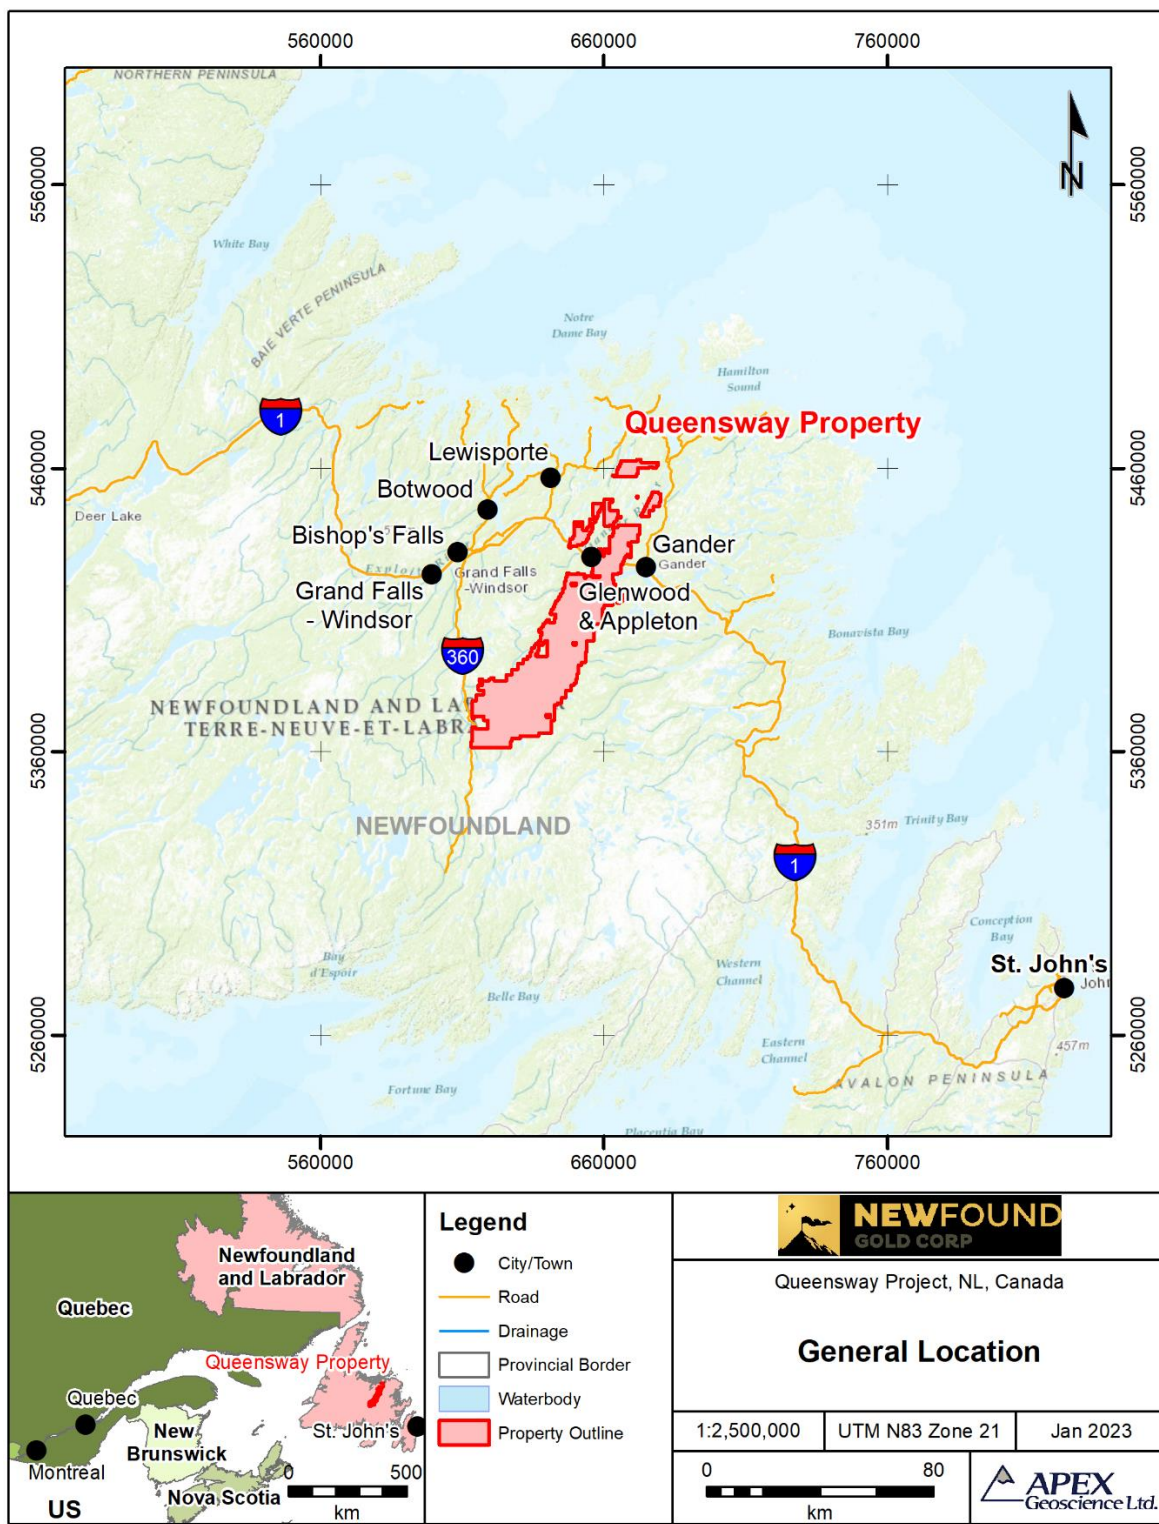 560000
660000
760000
NORTHERN PENINSULA
N
5560000
5560000
White Bay
BAIE VERTE PENINSULA
Notre
Dame Bay
Hamilton
Sound
1
Queensway Property
Lewisporte
5460000
5460000
Botwood
Deer Lake
Bishop's Falls
Gander
Gander
Grand Falls
-Windsor
Grand Falls
- Windsor
Glenwood
& Appleton
Bonavista Bay
360
NEWFOUNDLAND AND LAB
TERRE-NEUVE-ET-LABR
5360000
5360000
NEWFOUNDLAND
351m
Trinity Bay
1
Conception
Bay
Bay
d'Espoir
Western
Channel
St. John's
John
Belle Bay
5260000
5260000
Eastern
Channel
457m
Fortune Bay
AVALON PENINSULA
Placentia Bay
560000
660000
760000
Newfoundland
and Labrador
Quebec
Queensway Property
Quebec
St. John's
New
Brunswick
Montreal
Nova Scotia
US
0
500
km
Legend
City/Town
Road
Drainage
Provincial Border
Waterbody
Property Outline
NEWFOUND
GOLD CORP
Queensway Project, NL, Canada
General Location
1:2,500,000
UTM N83 Zone 21
Jan 2023
0
80
km
APEX
Geoscience Ltd.